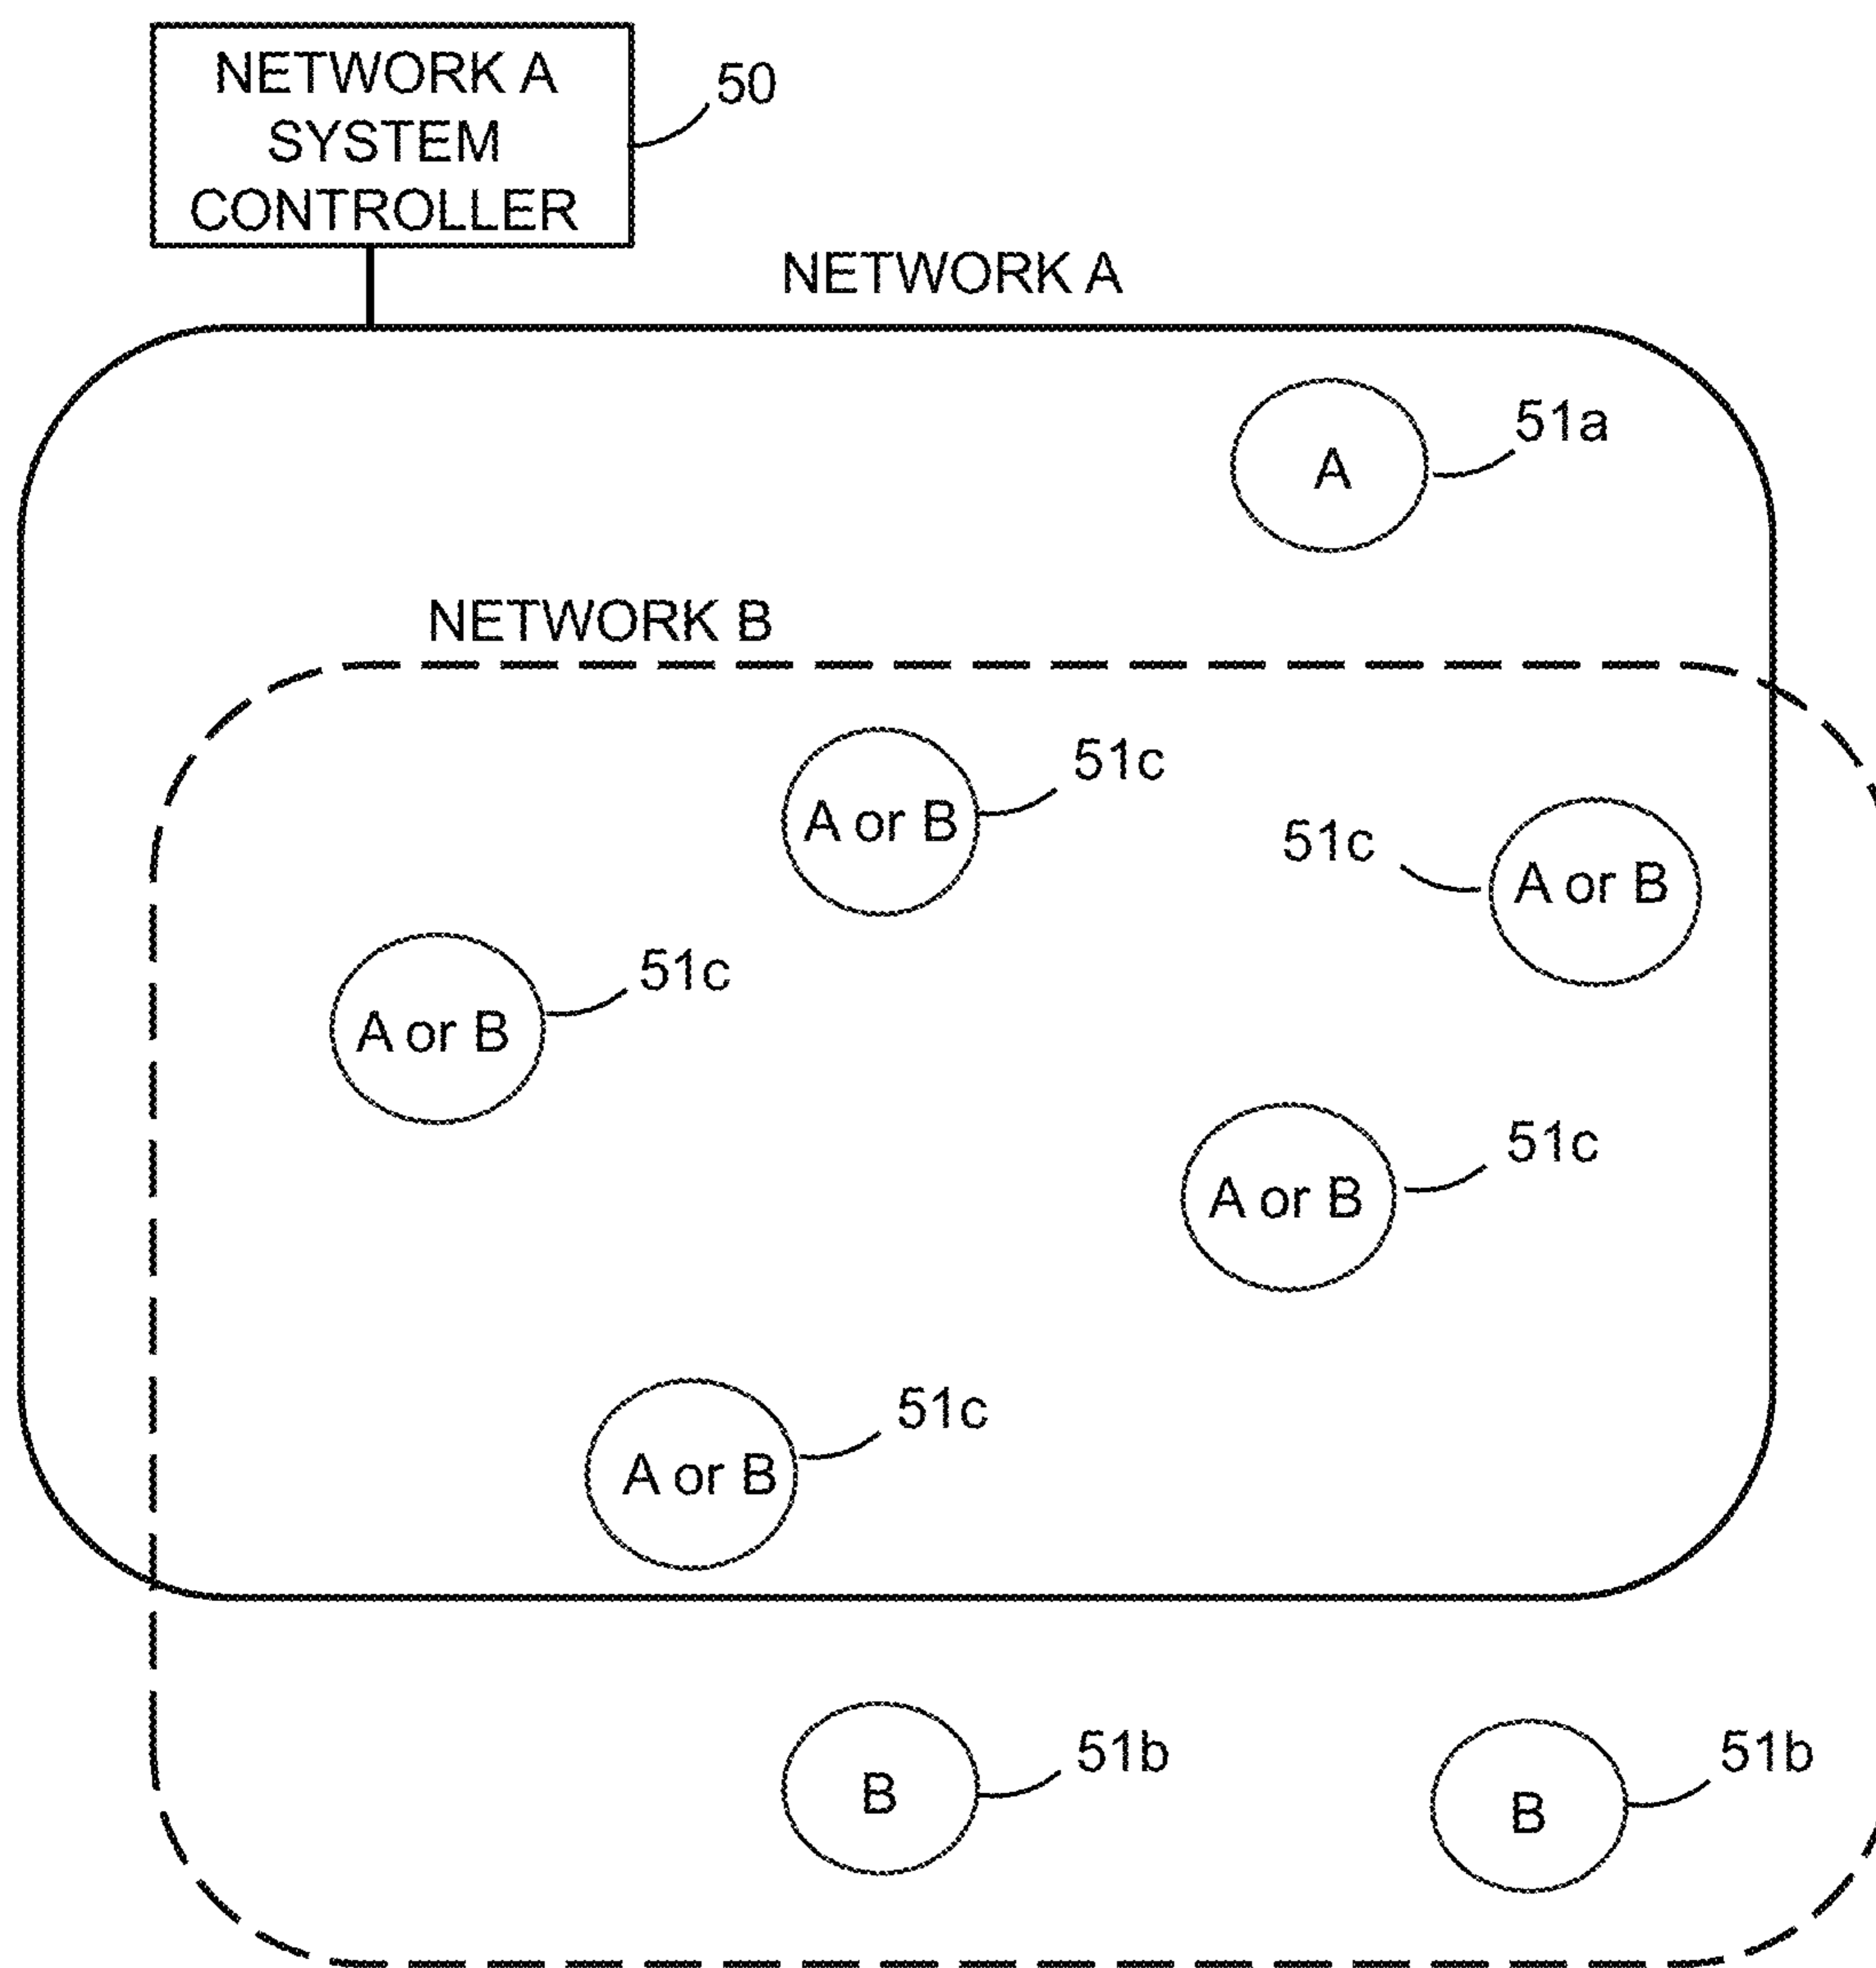 NETWORK A
SYSTEM
CONTROLLER
50
NETWORK A
A
51a
NETWORK B
A or B
51c
51c
A or B
A or B
51c
A or B
51c
A or B
51c
B
51b
B
51b